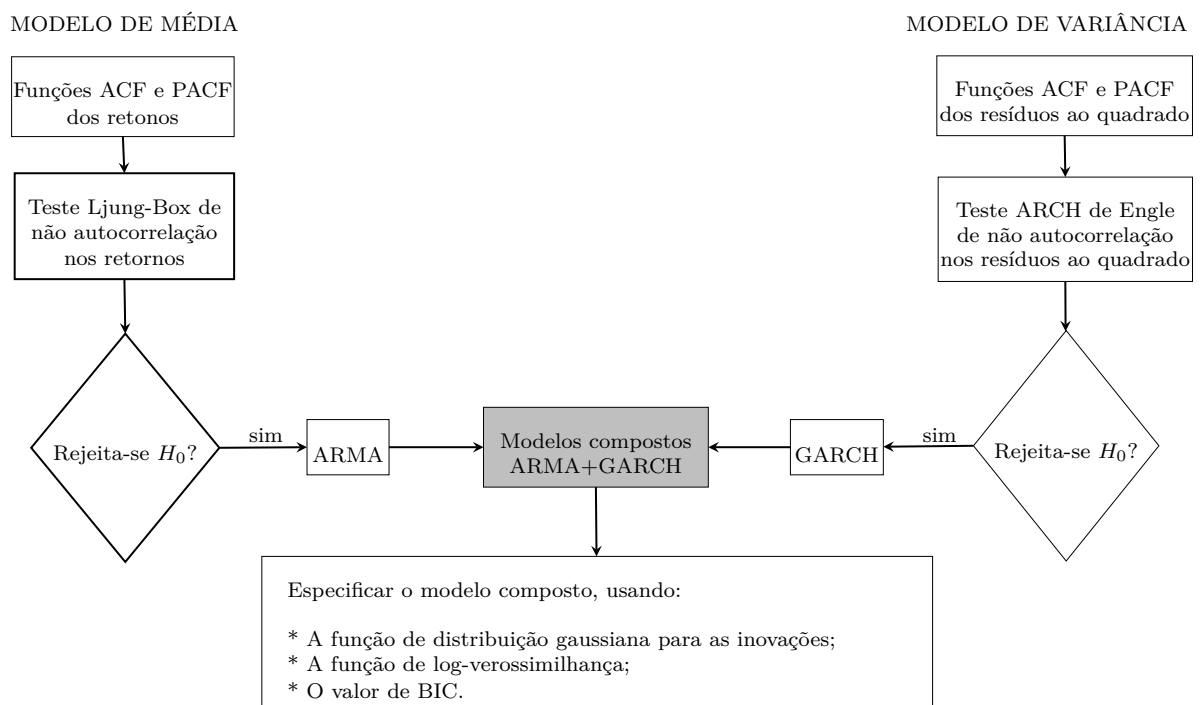 MODELO DE MÉDIA
Funções ACF e PACF
dos retonos
Teste Ljung-Box de
não autocorrelação
nos retornos
Rejeita-se H₀?
sim
ARMA
MODELO DE VARIÂNCIA
Funções ACF e PACF
dos resíduos ao quadrado
Teste ARCH de Engle
de não autocorrelação
nos resíduos ao quadrado
Rejeita-se H₀?
sim
GARCH
Modelos compostos
ARMA+GARCH
Especificar o modelo composto, usando:
* A função de distribuição gaussiana para as inovações;
* A função de log-verossimilhança;
* O valor de BIC.